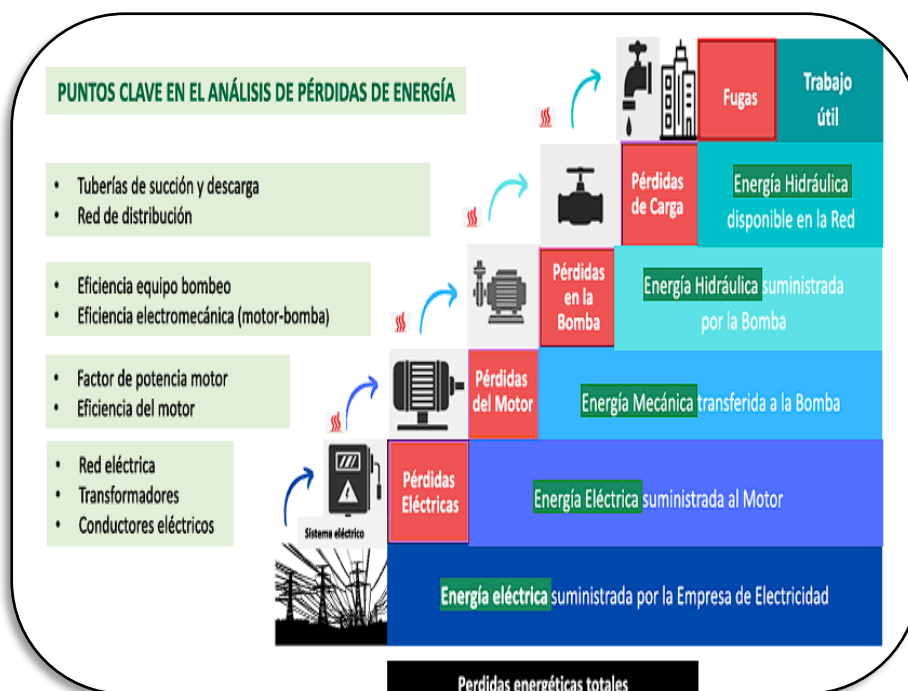 PUNTOS CLAVE EN EL ANÁLISIS DE PÉRDIDAS DE ENERGÍA
Fugas
Trabajo
útil
• Tuberías de succión y descarga
• Red de distribución
Pérdidas
de Carga
Energía Hidráulica
disponible en la Red
• Eficiencia equipo bombeo
• Eficiencia electromecánica (motor-bomba)
Pérdidas
en la
Bomba
Energía Hidráulica suministrada
por la Bomba
• Factor de potencia motor
• Eficiencia del motor
Pérdidas
del Motor
Energía Mecánica transferida a la Bomba
• Red eléctrica
• Transformadores
• Conductores eléctricos
Sistema eléctrico
Pérdidas
Eléctricas
Energía Eléctrica suministrada al Motor
Energía eléctrica suministrada por la Empresa de Electricidad
Perdidas energéticas totales